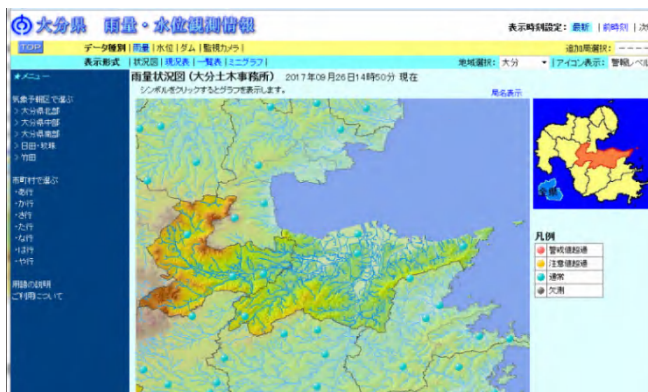 大分県 雨量・水位観測情報
表示時刻設定: 最新 |前時刻 |次
TOP
データ種別 |雨量|水位|ダム|監視カメラ|
追加局選択: ----
表示形式 |状況図|現況表|一覧表|ミニグラフ|
地域選択: 大分
|アイコン表示: 警報レベル
★メニュー
雨量状況図(大分土木事務所) 2017年09月26日14時50分 現在
シンボルをクリックするとグラフを表示します。
局名表示
気象予報区で選ぶ
>大分県北部
>大分県中部
>大分県南部
>日田・玖珠
>竹田
市町村で選ぶ
・あ行
・か行
・さ行
・た行
・な行
・は行
・や行
用語の説明
ご利用について
全県
凡例
警戒値超過
注意値超過
通常
欠測